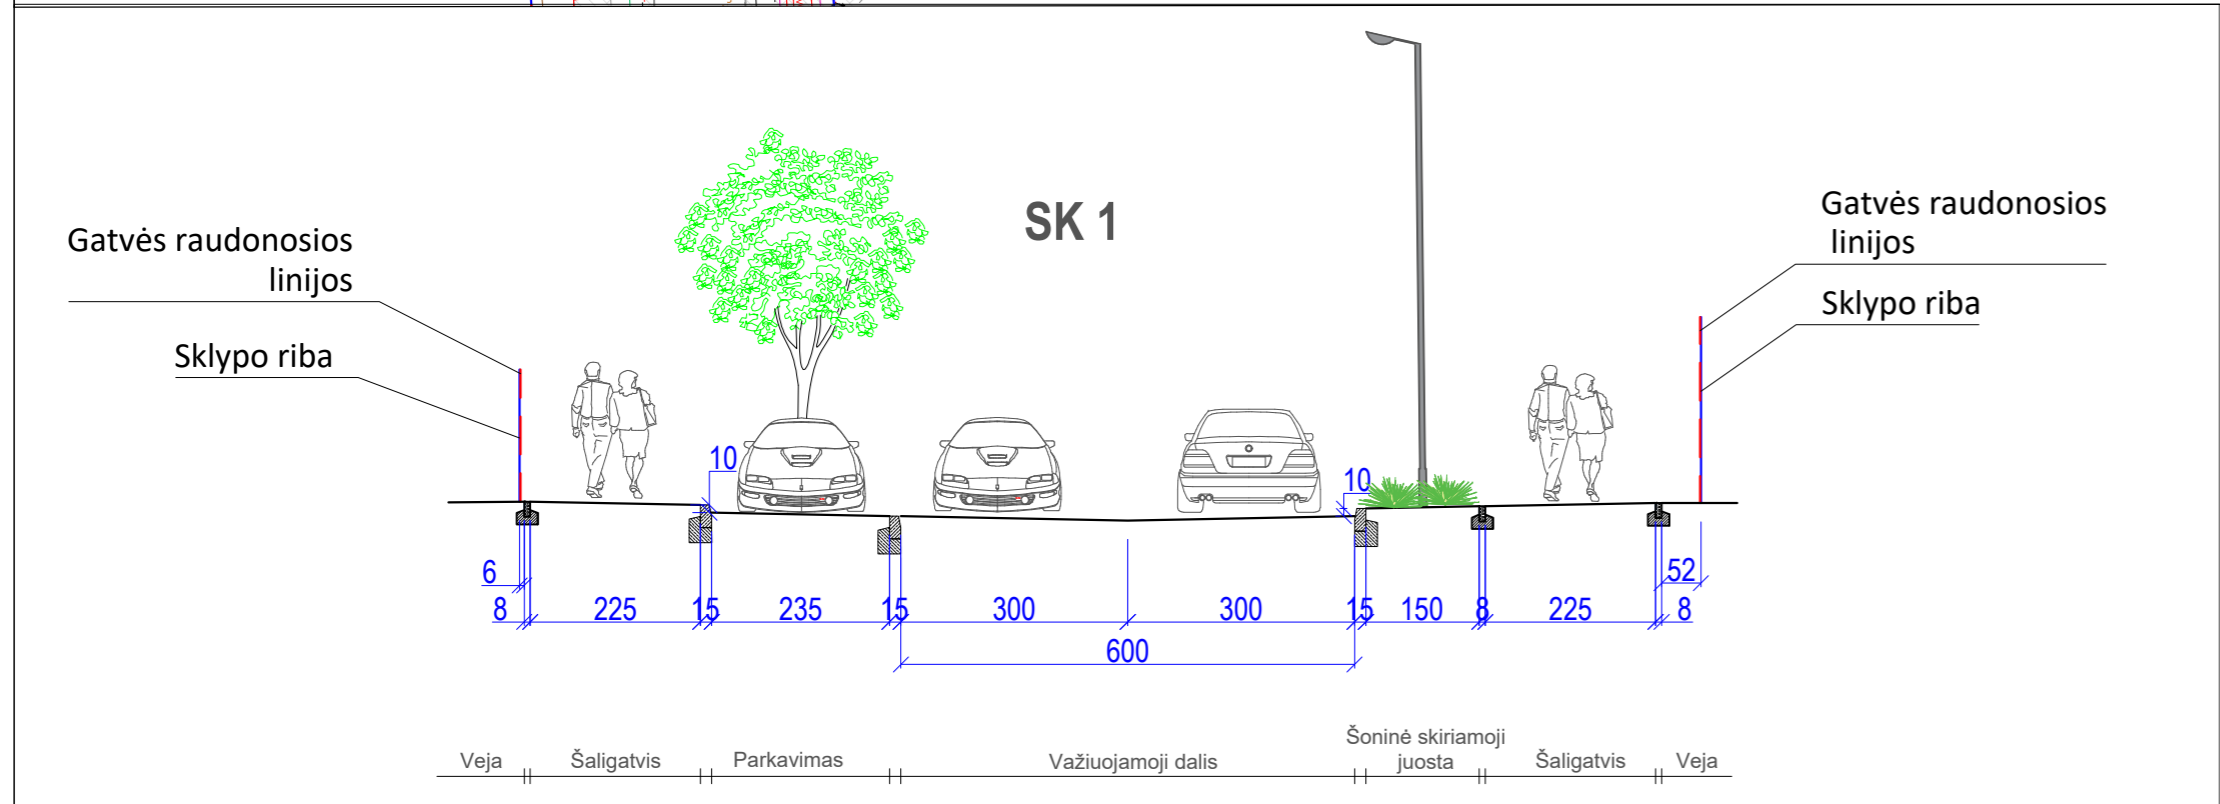 SK 1
Gatvės raudonosios
linijos
Sklypo riba
Gatvės raudonosios
linijos
Sklypo riba
10
10
6
52
8
225
15
235
15
300
300
15
150
8
225
8
600
Veja
Šaligatvis
Parkavimas
Važiuojamoji dalis
Šoninė skiriamoji
juosta
Šaligatvis
Veja